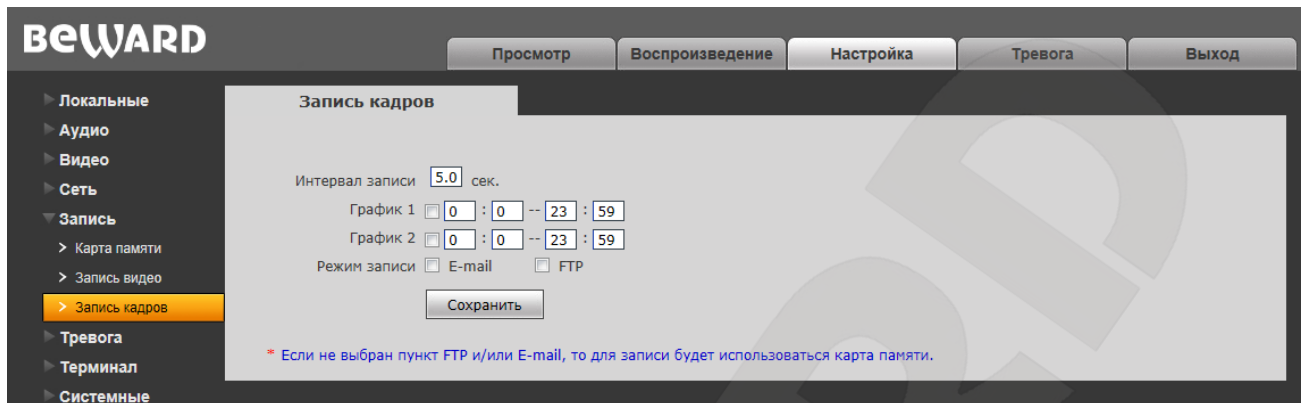 BEWARD
Просмотр Воспроизведение Настройка Тревога Выход
Локальные
Аудио
Видео
Сеть
Запись
Карта памяти
Запись видео
Запись кадров
Тревога
Терминал
Системные
Запись кадров
Интервал записи 5.0 сек.
График 1 0 : 0 -- 23 : 59
График 2 0 : 0 -- 23 : 59
Режим записи E-mail FTP
Сохранить
* Если не выбран пункт FTP и/или E-mail, то для записи будет использоваться карта памяти.